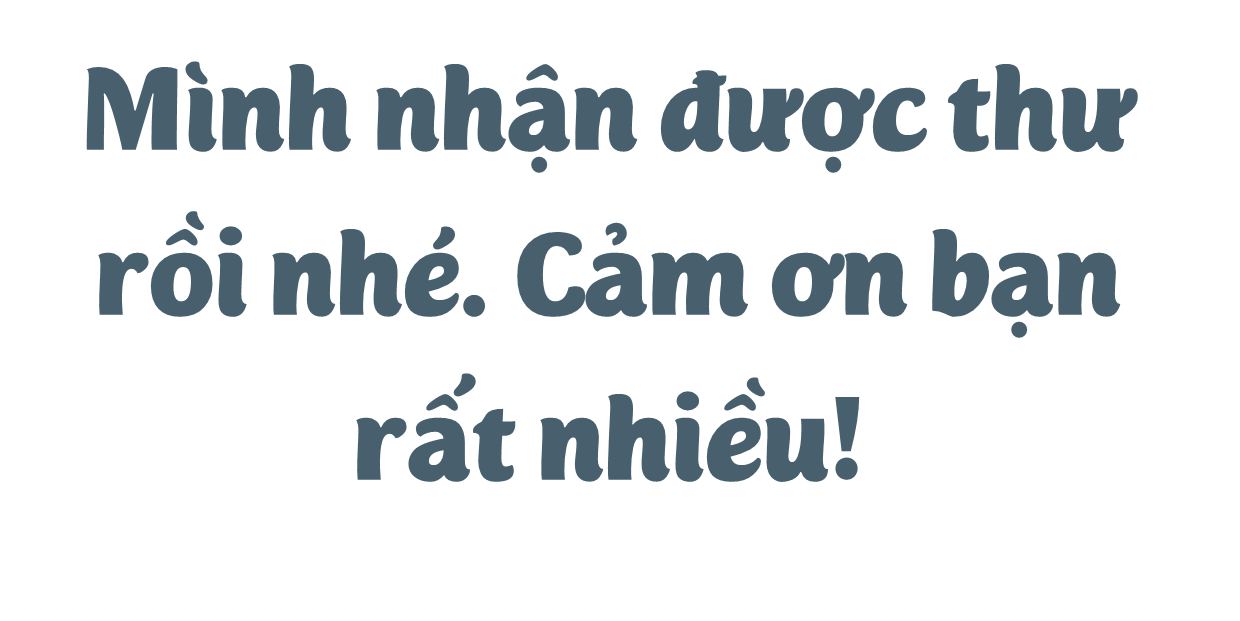 Mình nhận được thư
rồi nhé. Cảm ơn bạn
rất nhiều!